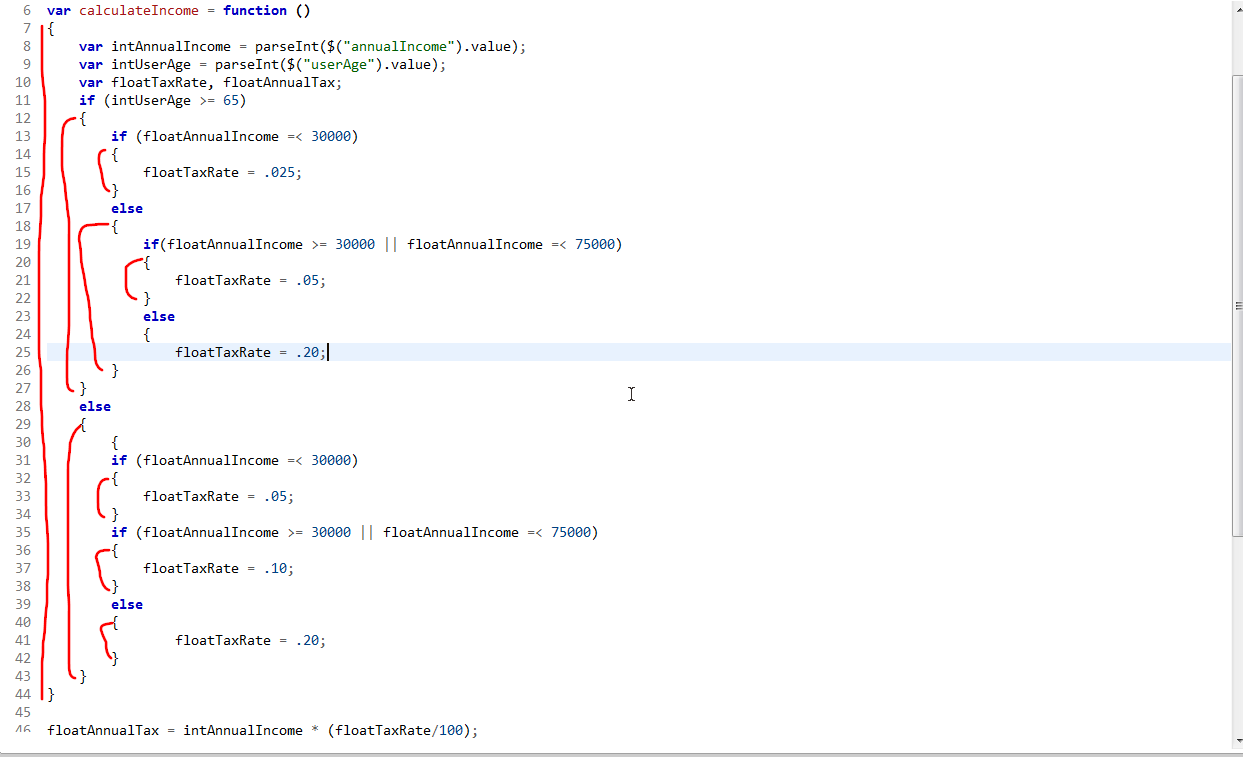 6 var calculateIncome = function ()
7 {
8     var intAnnualIncome = parseInt($("annualIncome").value);
9     var intUserAge = parseInt($("userAge").value);
10     var floatTaxRate, floatAnnualTax;
11     if (intUserAge >= 65)
12     {
13         if (floatAnnualIncome =< 30000)
14         {
15             floatTaxRate = .025;
16         }
17         else
18         {
19             if(floatAnnualIncome >= 30000 || floatAnnualIncome =< 75000)
20             {
21                 floatTaxRate = .05;
22             }
23             else
24             {
25                 floatTaxRate = .20;
26         }
27     }
28     else
29     {
30         {
31         if (floatAnnualIncome =< 30000)
32         {
33             floatTaxRate = .05;
34         }
35         if (floatAnnualIncome >= 30000 || floatAnnualIncome =< 75000)
36         {
37             floatTaxRate = .10;
38         }
39         else
40         {
41                 floatTaxRate = .20;
42         }
43     }
44 }
45
46 floatAnnualTax = intAnnualIncome * (floatTaxRate/100);